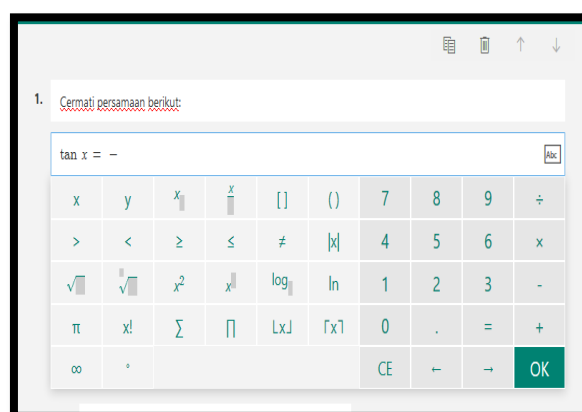 1. Cermati persamaan berikut:
tan x = −
Abc
x y x x [ ] ( ) 7 8 9 ÷
> < ≥ ≤ ≠ |x| 4 5 6 ×
√ √ x² x log ln 1 2 3 -
π x! ∑ ∏ ⌊x⌋ ⌈x⌉ 0 . = +
∞ ° CE ← → OK